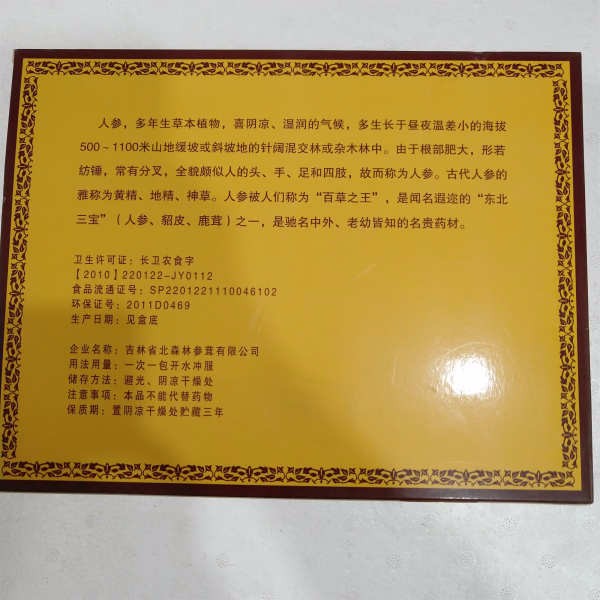 人参，多年生草本植物，喜阴凉、湿润的气候，多生长于昼夜温差小的海拔
500～1100米山地缓坡或斜坡地的针阔混交林或杂木林中。由于根部肥大，形若
纺锤，常有分叉，全貌颇似人的头、手、足和四肢，故而称为人参。古代人参的
雅称为黄精、地精、神草。人参被人们称为“百草之王”，是闻名遐迩的“东北
三宝”（人参、貂皮、鹿茸）之一，是驰名中外、老幼皆知的名贵药材。
卫生许可证：长卫农食字
【2010】220122-JY0112
食品流通证号：SP2201221110046102
环保证号：2011D0469
生产日期：见盒底
企业名称：吉林省北森林参茸有限公司
用法用量：一次一包开水冲服
储存方法：避光、阴凉干燥处
注意事项：本品不能代替药物
保质期：置阴凉干燥处贮藏三年